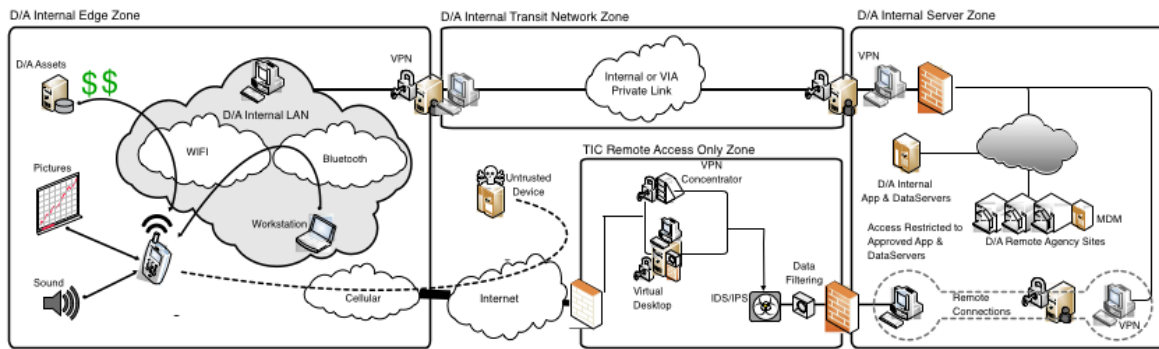 D/A Internal Edge Zone
D/A Internal Transit Network Zone
D/A Internal Server Zone
D/A Assets
$$
VPN
VPN
Internal or VIA
Private Link
D/A Internal LAN
WIFI
Bluetooth
Pictures
Untrusted
Device
TIC Remote Access Only Zone
VPN
Concentrator
D/A Internal
App & DataServers
MDM
D/A Remote Agency Sites
Workstation
Access Restricted to
Approved App &
DataServers
Sound
Cellular
Internet
Virtual
Desktop
IDS/IPS
Data
Filtering
Remote
Connections
VPN